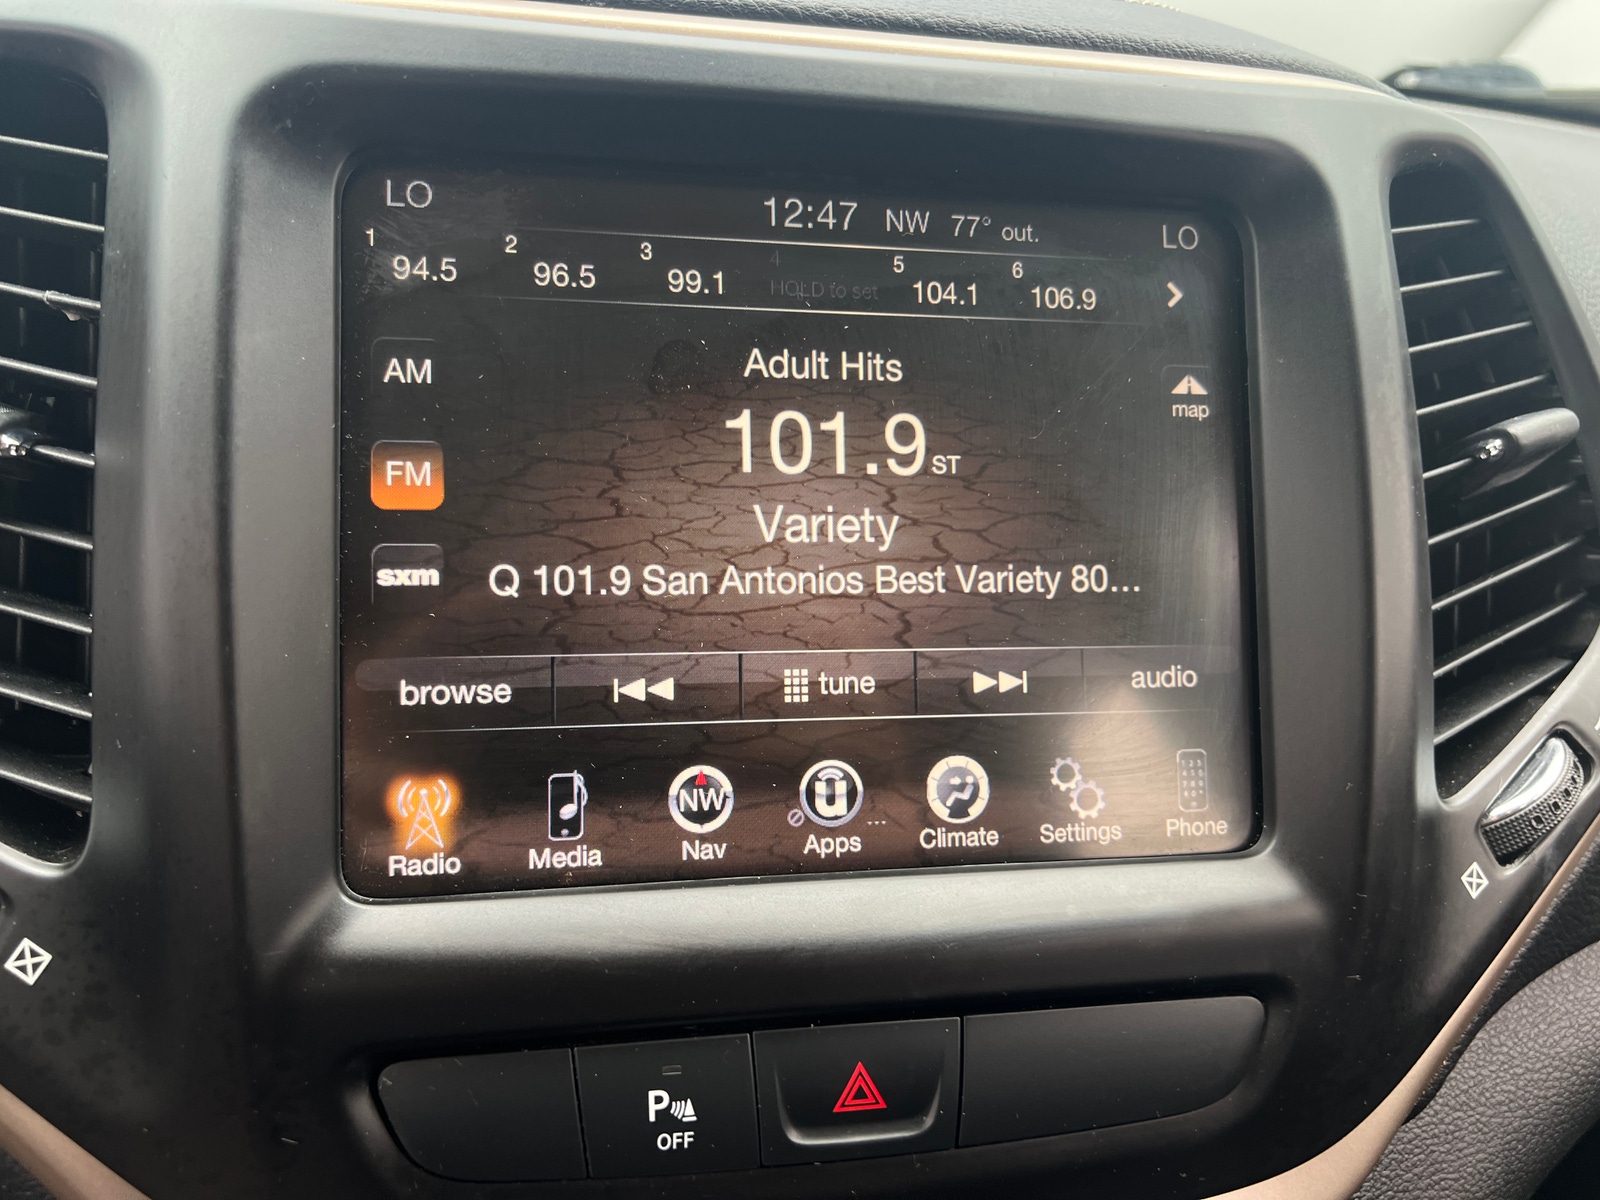 LO 12:47 NW 77° out. LO
1 94.5 2 96.5 3 99.1 4 HOLD to set 5 104.1 6 106.9
AM
Adult Hits
map
101.9 ST
FM
Variety
sxm
Q 101.9 San Antonios Best Variety 80...
browse tune audio
NW
Radio Media Nav Apps Climate Settings Phone
P
OFF